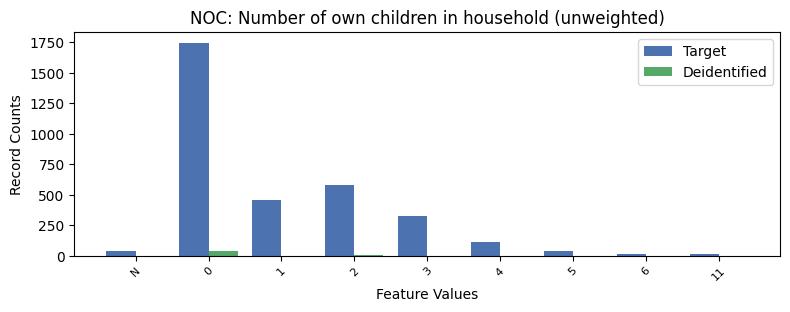 NOC: Number of own children in household (unweighted)
Target
Deidentified
Record Counts
1750
1500
1250
1000
750
500
250
0
N
0
1
2
3
4
5
6
11
Feature Values